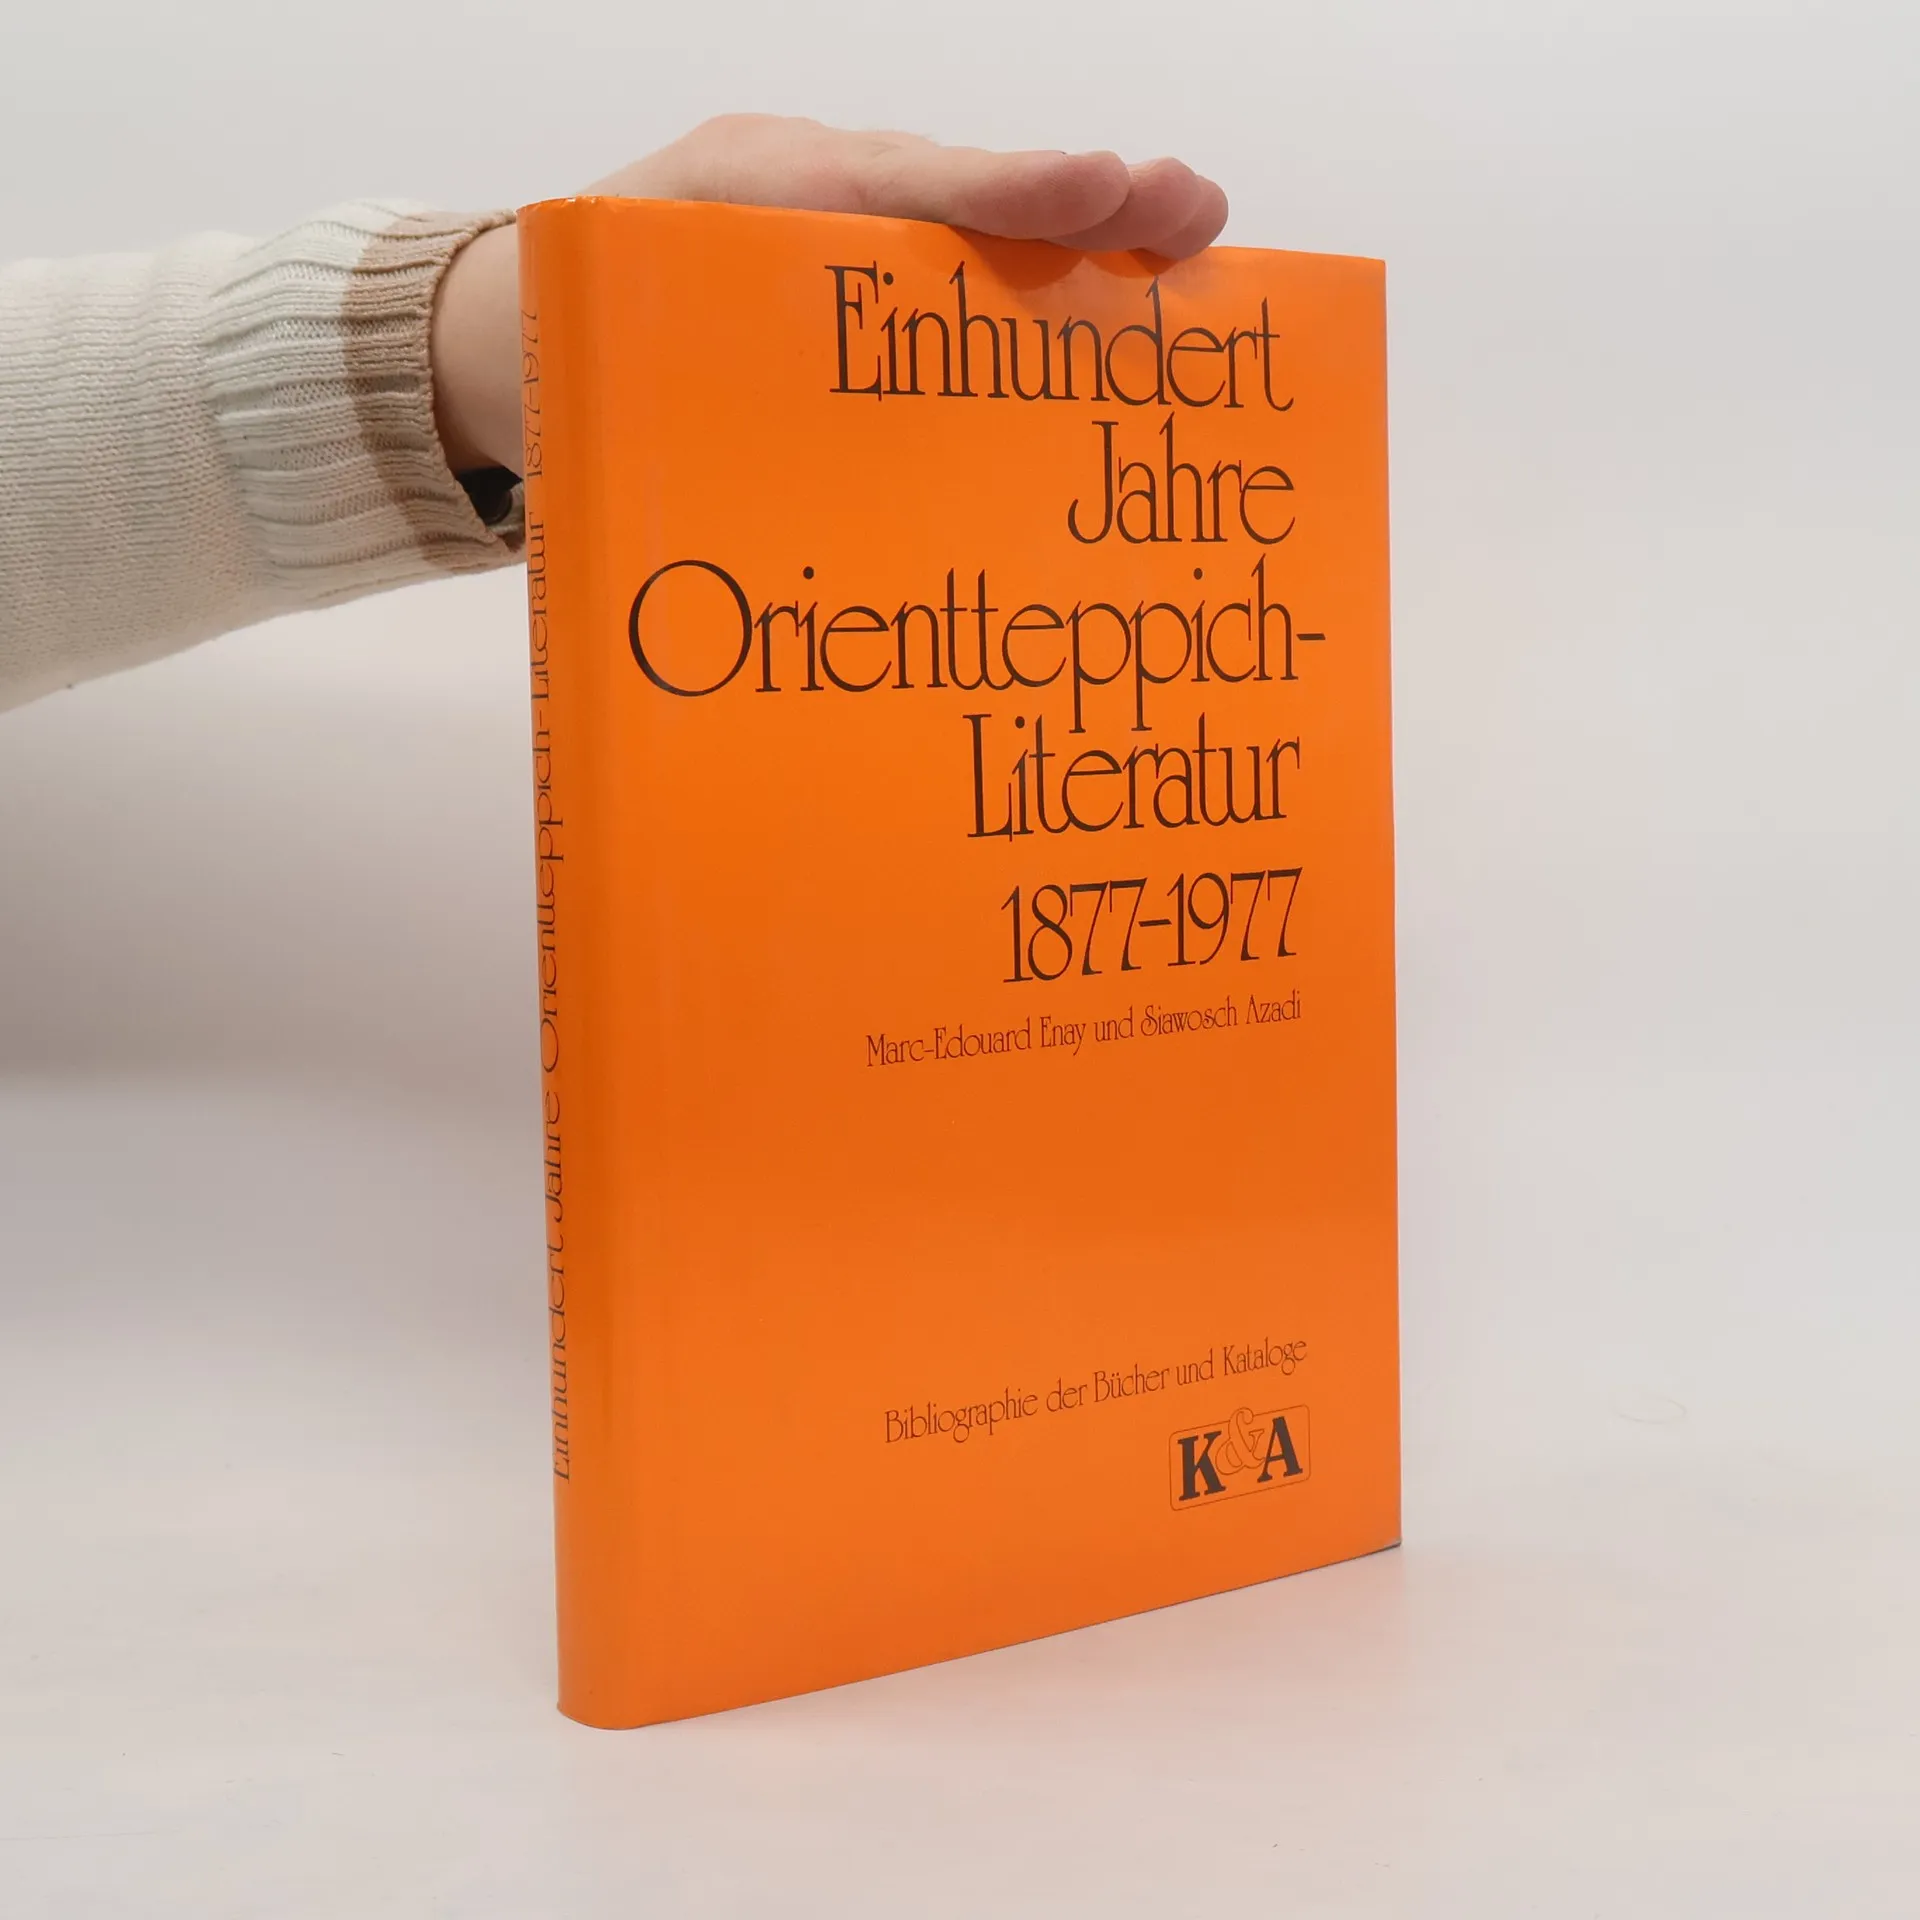 Einhundert
Jahre
Orientteppich-
Literatur
1877-1977
Marc-Edouard Enay und Siawosch Azadi
Bibliographie der Bücher und Kataloge
K&A
Einhundert Jahre Orientteppich-Literatur 1877-1977